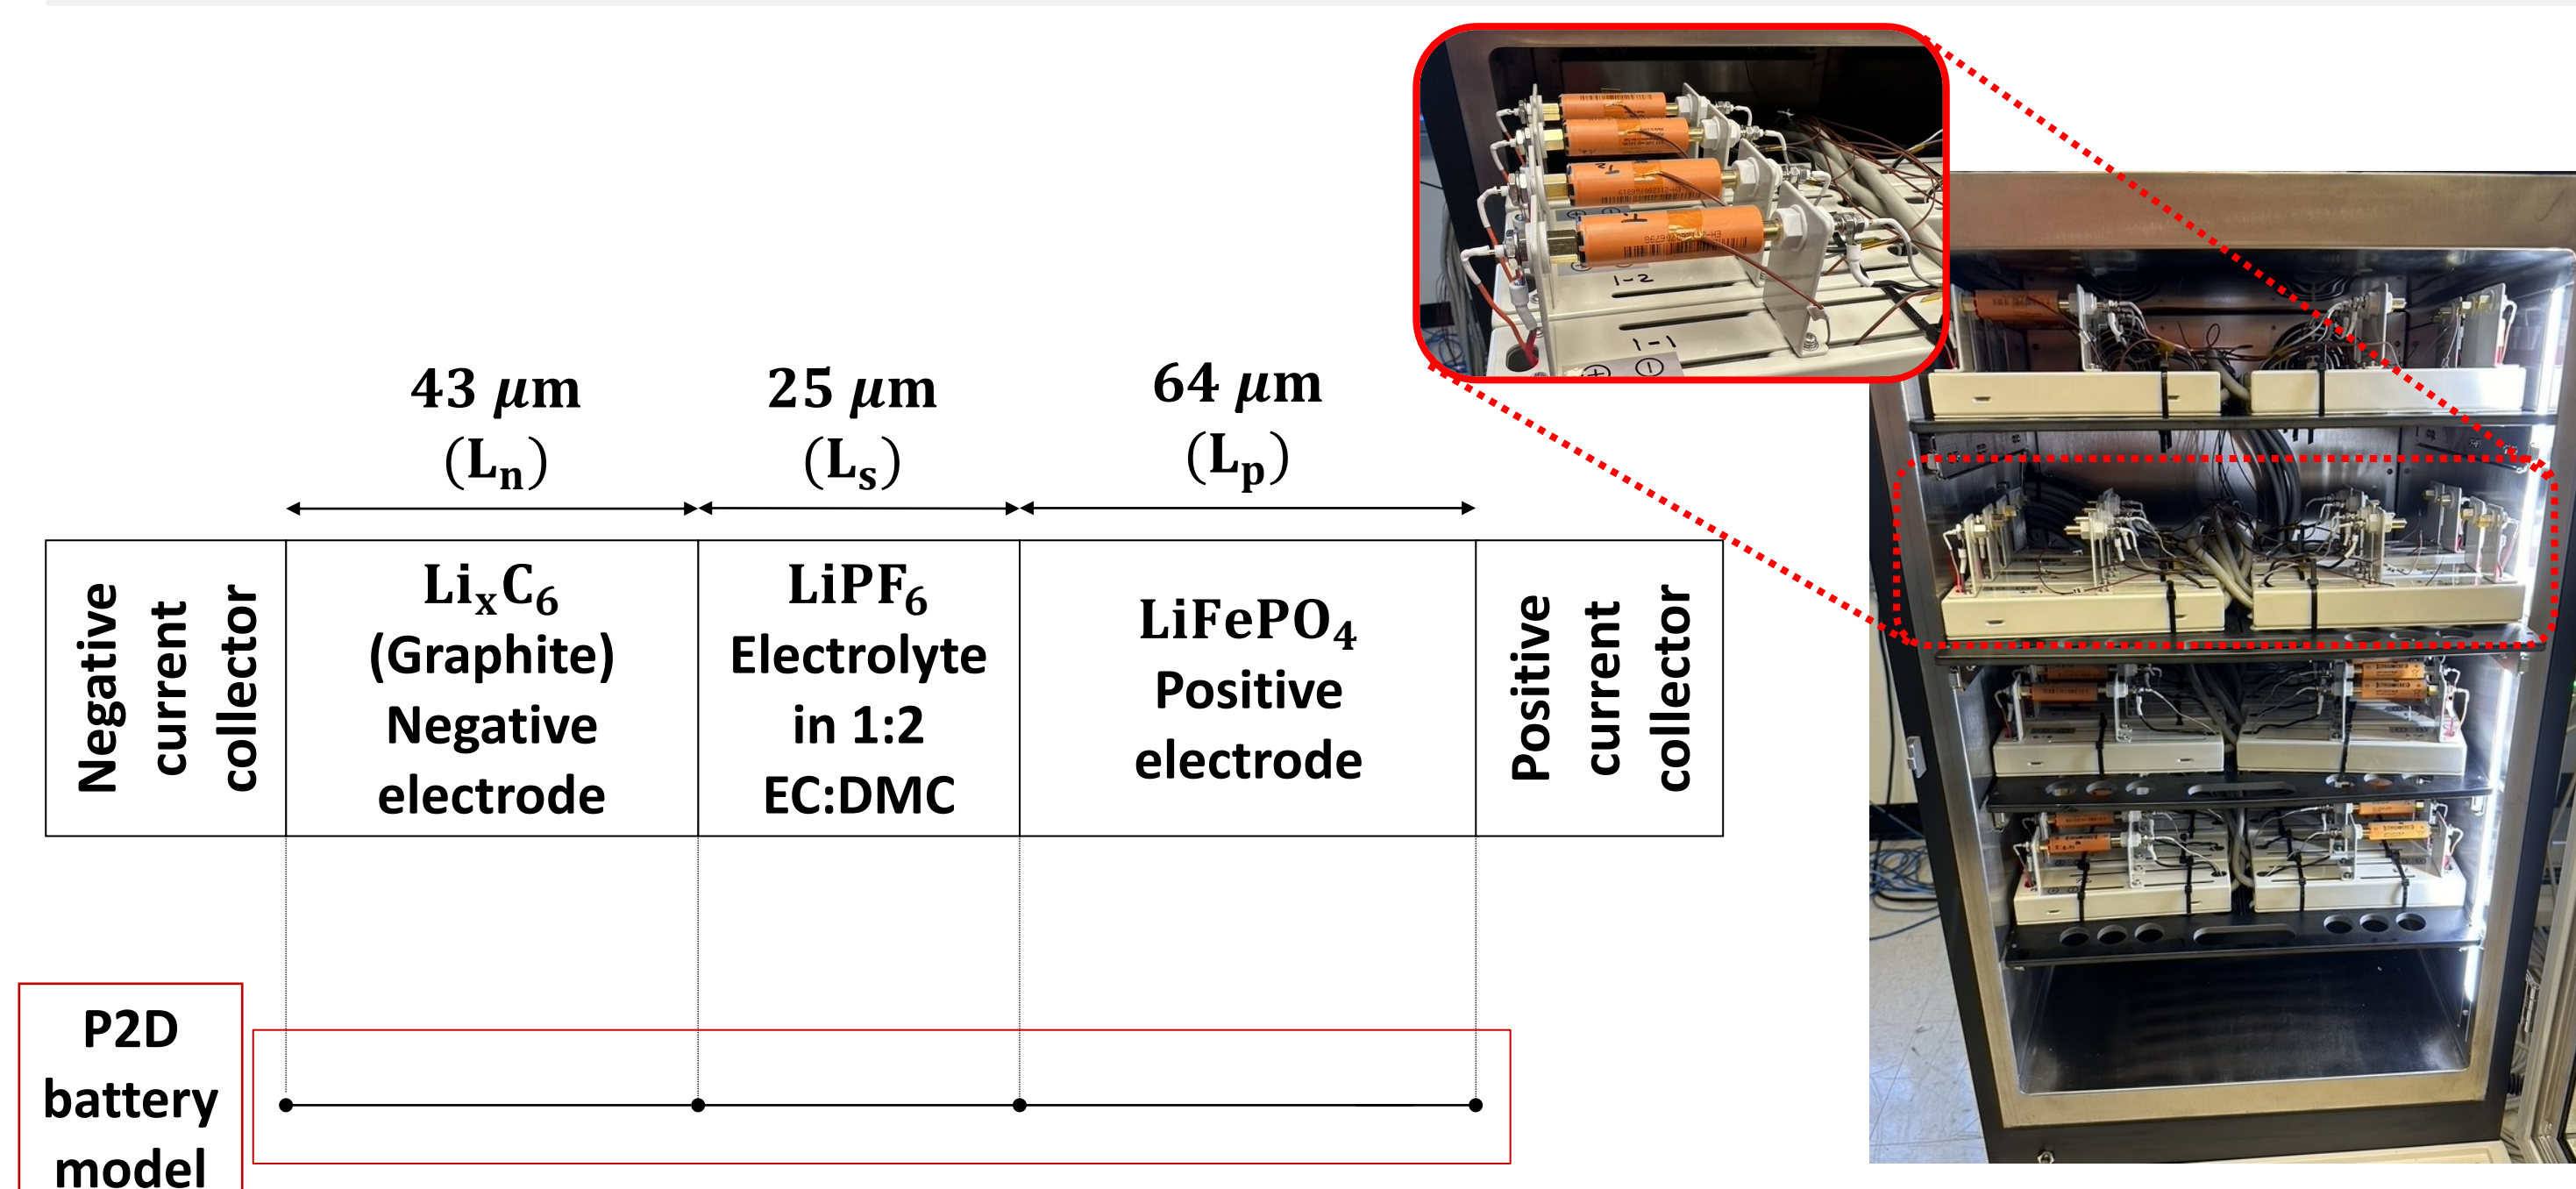 43 μm
(Lₙ)
25 μm
(Lₛ)
64 μm
(Lₚ)
Negative
current
collector
LiₓC₆
(Graphite)
Negative
electrode
LiPF₆
Electrolyte
in 1:2
EC:DMC
LiFePO₄
Positive
electrode
Positive
current
collector
P2D
battery
model
1-2
1-1
+ −